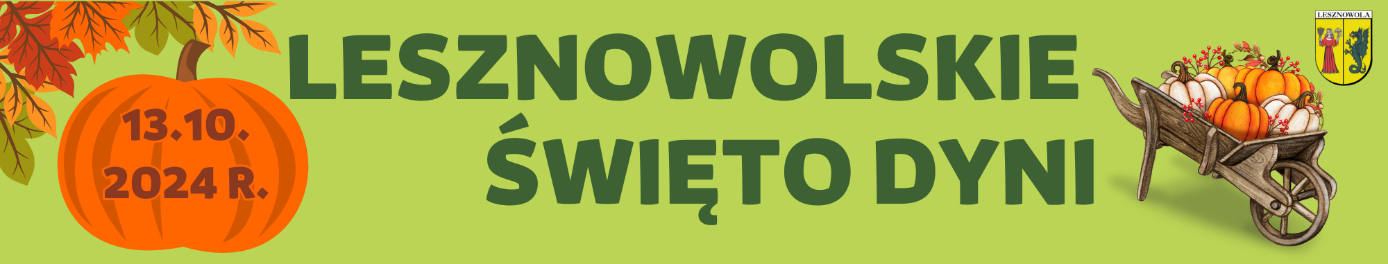 LESZNOWOLSKIE
ŚWIĘTO DYNI
13.10.
2024 R.
LESZNOWOLA